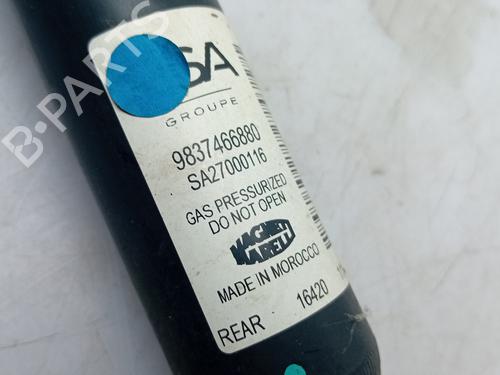 SA
GROUPE
9837466880
SA27000116
GAS PRESSURIZED
DO NOT OPEN
MAGNETI
MARELLI
MADE IN MOROCCO
REAR 16420
B-PARTS